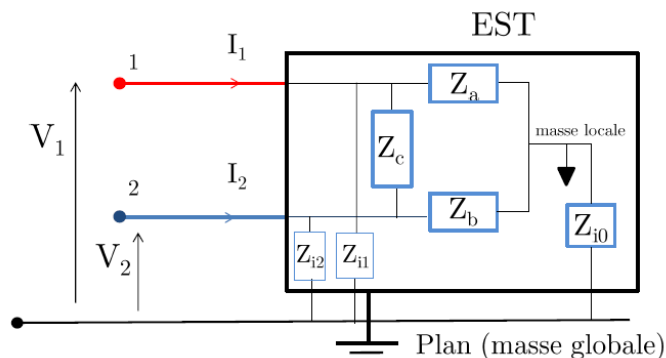 EST
1
I1
Za
V1
Zc
masse locale
2
I2
Zb
Zi0
V2
Zi2
Zi1
Plan (masse globale)